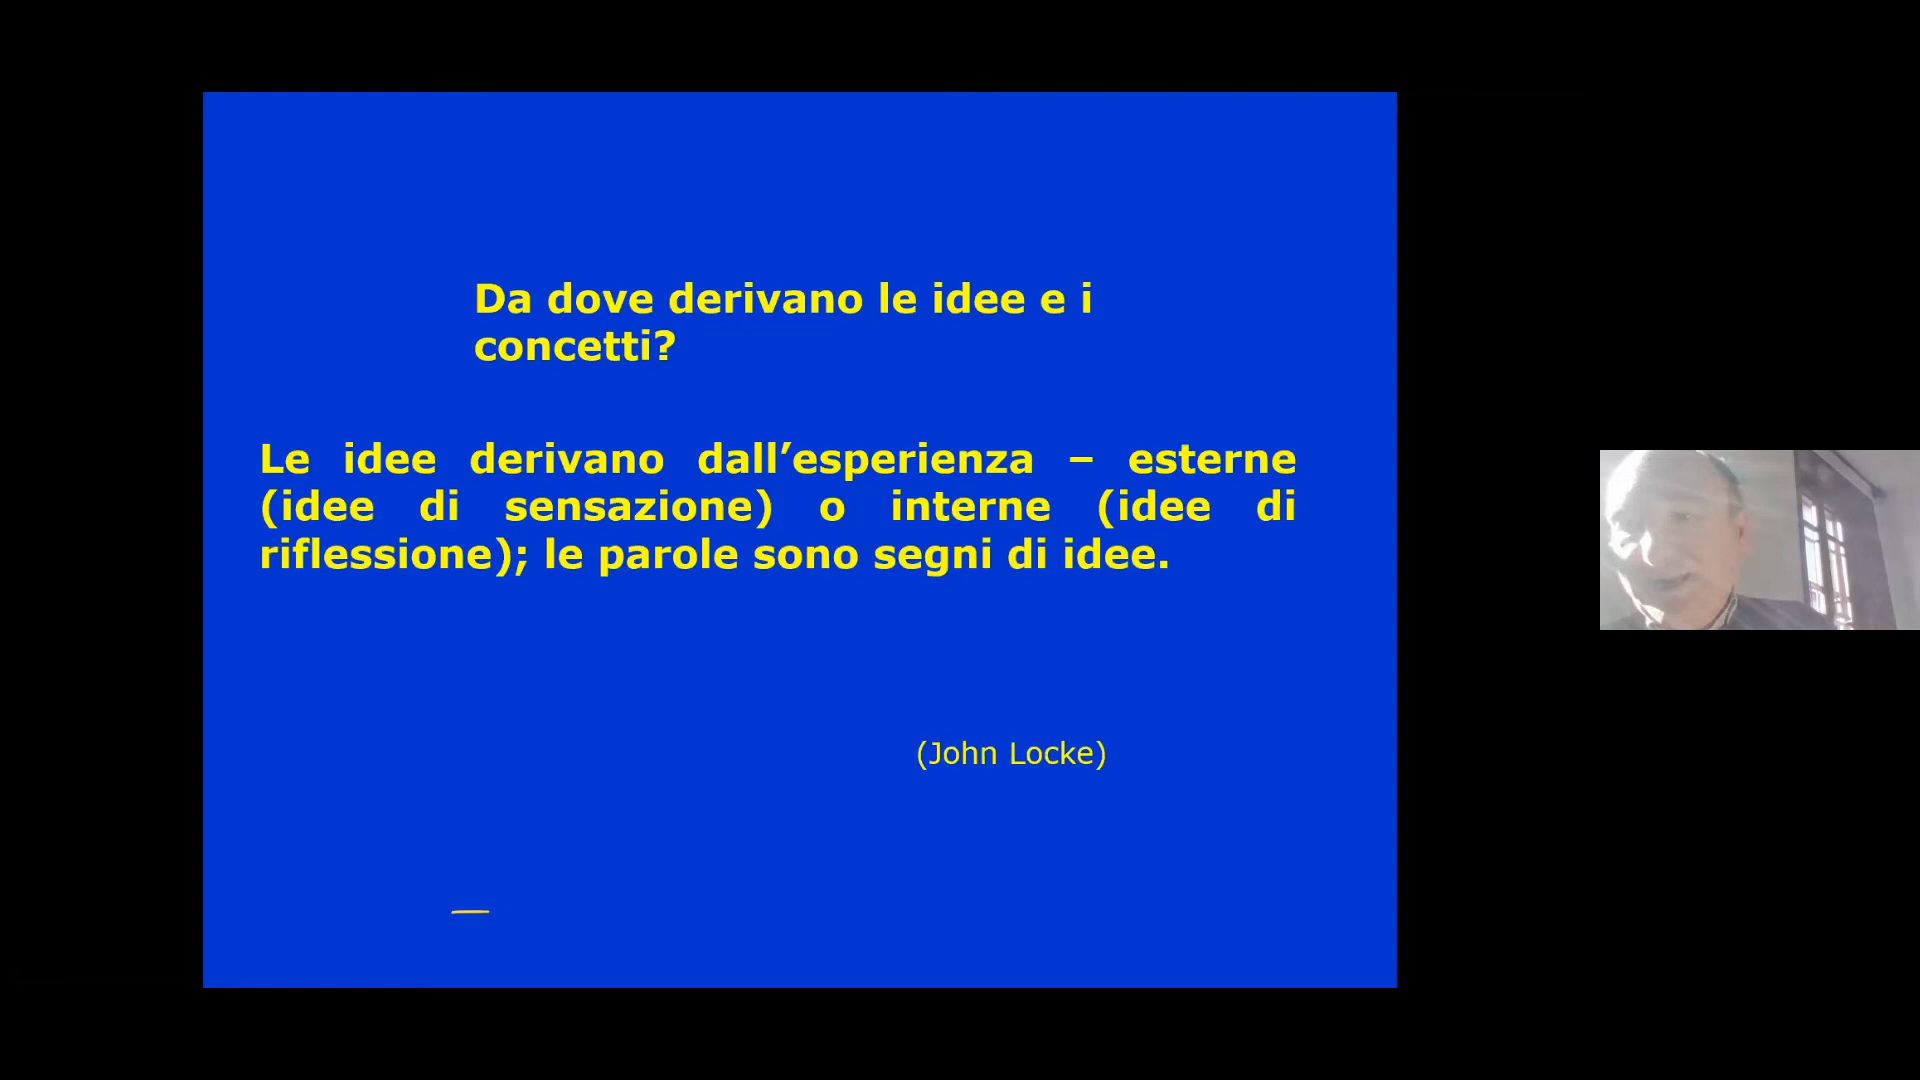 Da dove derivano le idee e i
concetti?
Le idee derivano dall’esperienza – esterne
(idee di sensazione) o interne (idee di
riflessione); le parole sono segni di idee.
(John Locke)